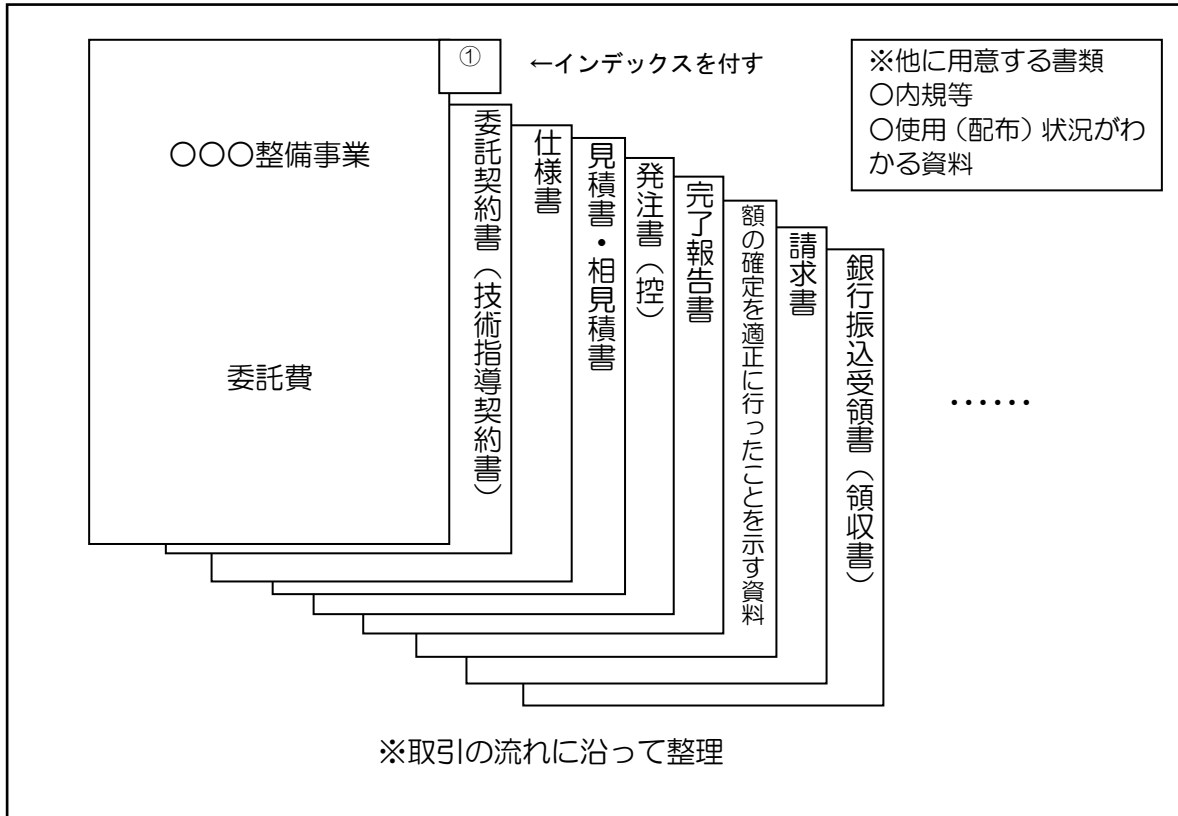 ①
←インデックスを付す
※他に用意する書類
○内規等
○使用（配布）状況がわ
かる資料
○○○整備事業
委託費
委託契約書（技術指導契約書）
仕様書
見積書・相見積書
発注書（控）
完了報告書
額の確定を適正に行ったことを示す資料
請求書
銀行振込受領書（領収書）
……
※取引の流れに沿って整理